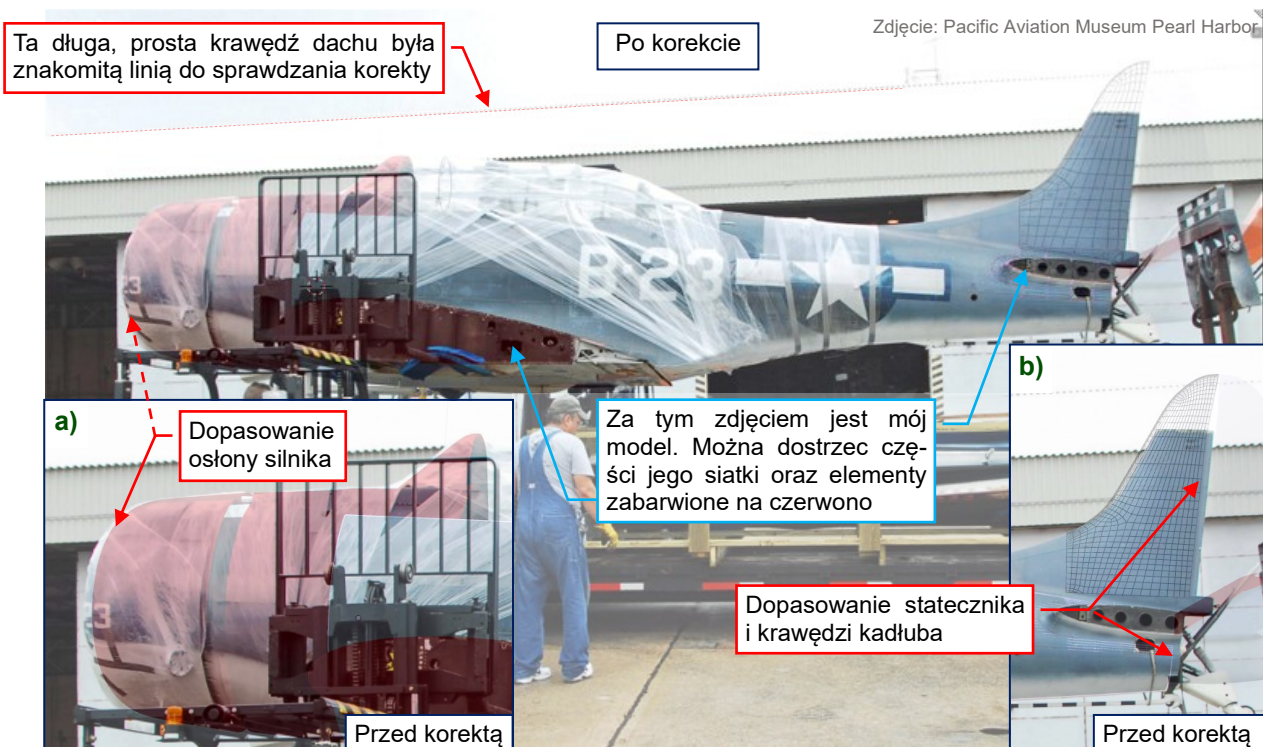 Ta długa, prosta krawędź dachu była
znakomitą linią do sprawdzania korekty
Po korekcie
Zdjęcie: Pacific Aviation Museum Pearl Harbor
23
B-23
a)
Dopasowanie
osłony silnika
Za tym zdjęciem jest mój
model. Można dostrzec czę-
ści jego siatki oraz elementy
zabarwione na czerwono
b)
23
Dopasowanie statecznika
i krawędzi kadłuba
Przed korektą
Przed korektą